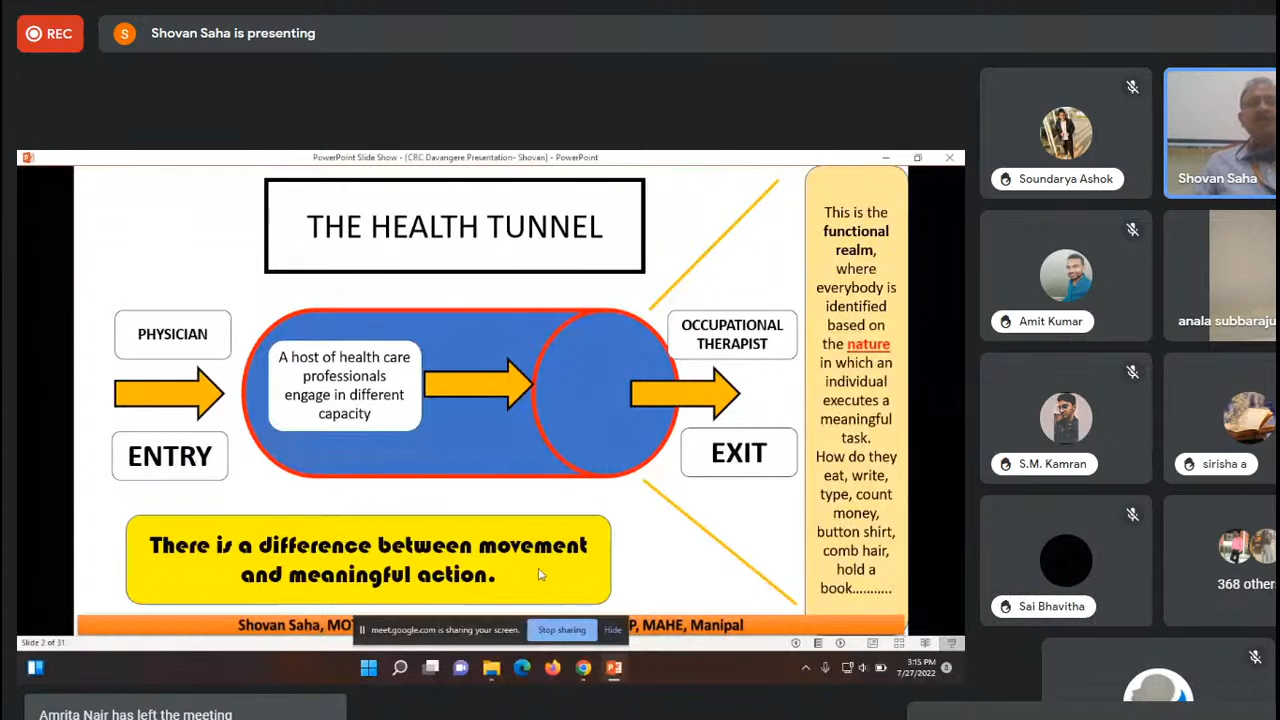 REC
S
Shovan Saha is presenting
PowerPoint Slide Show - [CRC Davangere Presentation- Shovan] - PowerPoint
THE HEALTH TUNNEL
PHYSICIAN
ENTRY
A host of health care
professionals
engage in different
capacity
OCCUPATIONAL
THERAPIST
EXIT
There is a difference between movement
and meaningful action.
This is the
functional
realm,
where
everybody is
identified
based on
the nature
in which an
individual
executes a
meaningful
task.
How do they
eat, write,
type, count
money,
button shirt,
comb hair,
hold a
book...........
Shovan Saha, MO
P, MAHE, Manipal
meet.google.com is sharing your screen.
Stop sharing
Hide
Slide 2 of 31
3:15 PM
7/27/2022
Soundarya Ashok
Shovan Saha
Amit Kumar
anala subbaraju
S.M. Kamran
sirisha a
Sai Bhavitha
368 others
Amrita Nair has left the meeting